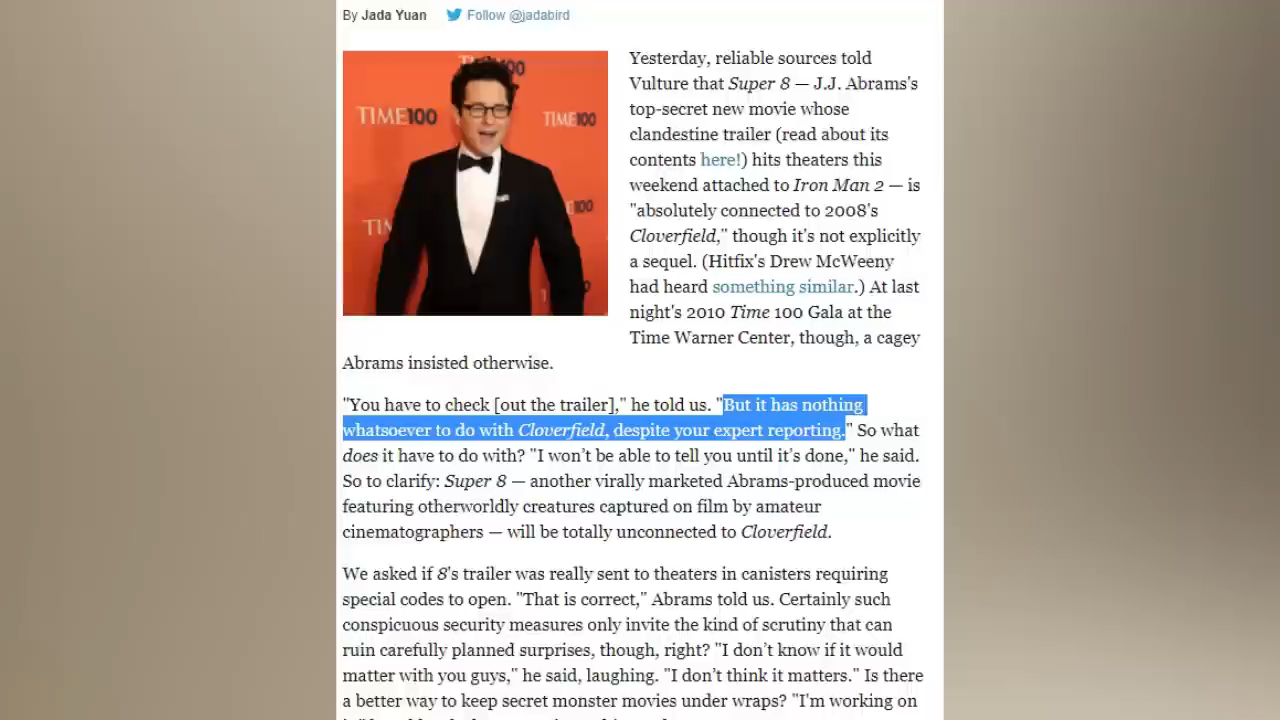 By Jada Yuan Follow @jadabird
TIME100
TIME100
Yesterday, reliable sources told
Vulture that Super 8 — J.J. Abrams's
top-secret new movie whose
clandestine trailer (read about its
contents here!) hits theaters this
weekend attached to Iron Man 2 — is
"absolutely connected to 2008's
Cloverfield," though it's not explicitly
a sequel. (Hitfix's Drew McWeeny
had heard something similar.) At last
night's 2010 Time 100 Gala at the
Time Warner Center, though, a cagey
Abrams insisted otherwise.
"You have to check [out the trailer]," he told us. "But it has nothing
whatsoever to do with Cloverfield, despite your expert reporting." So what
does it have to do with? "I won't be able to tell you until it's done," he said.
So to clarify: Super 8 — another virally marketed Abrams-produced movie
featuring otherworldly creatures captured on film by amateur
cinematographers — will be totally unconnected to Cloverfield.
We asked if 8's trailer was really sent to theaters in canisters requiring
special codes to open. "That is correct," Abrams told us. Certainly such
conspicuous security measures only invite the kind of scrutiny that can
ruin carefully planned surprises, though, right? "I don't know if it would
matter with you guys," he said, laughing. "I don't think it matters." Is there
a better way to keep secret monster movies under wraps? "I'm working on